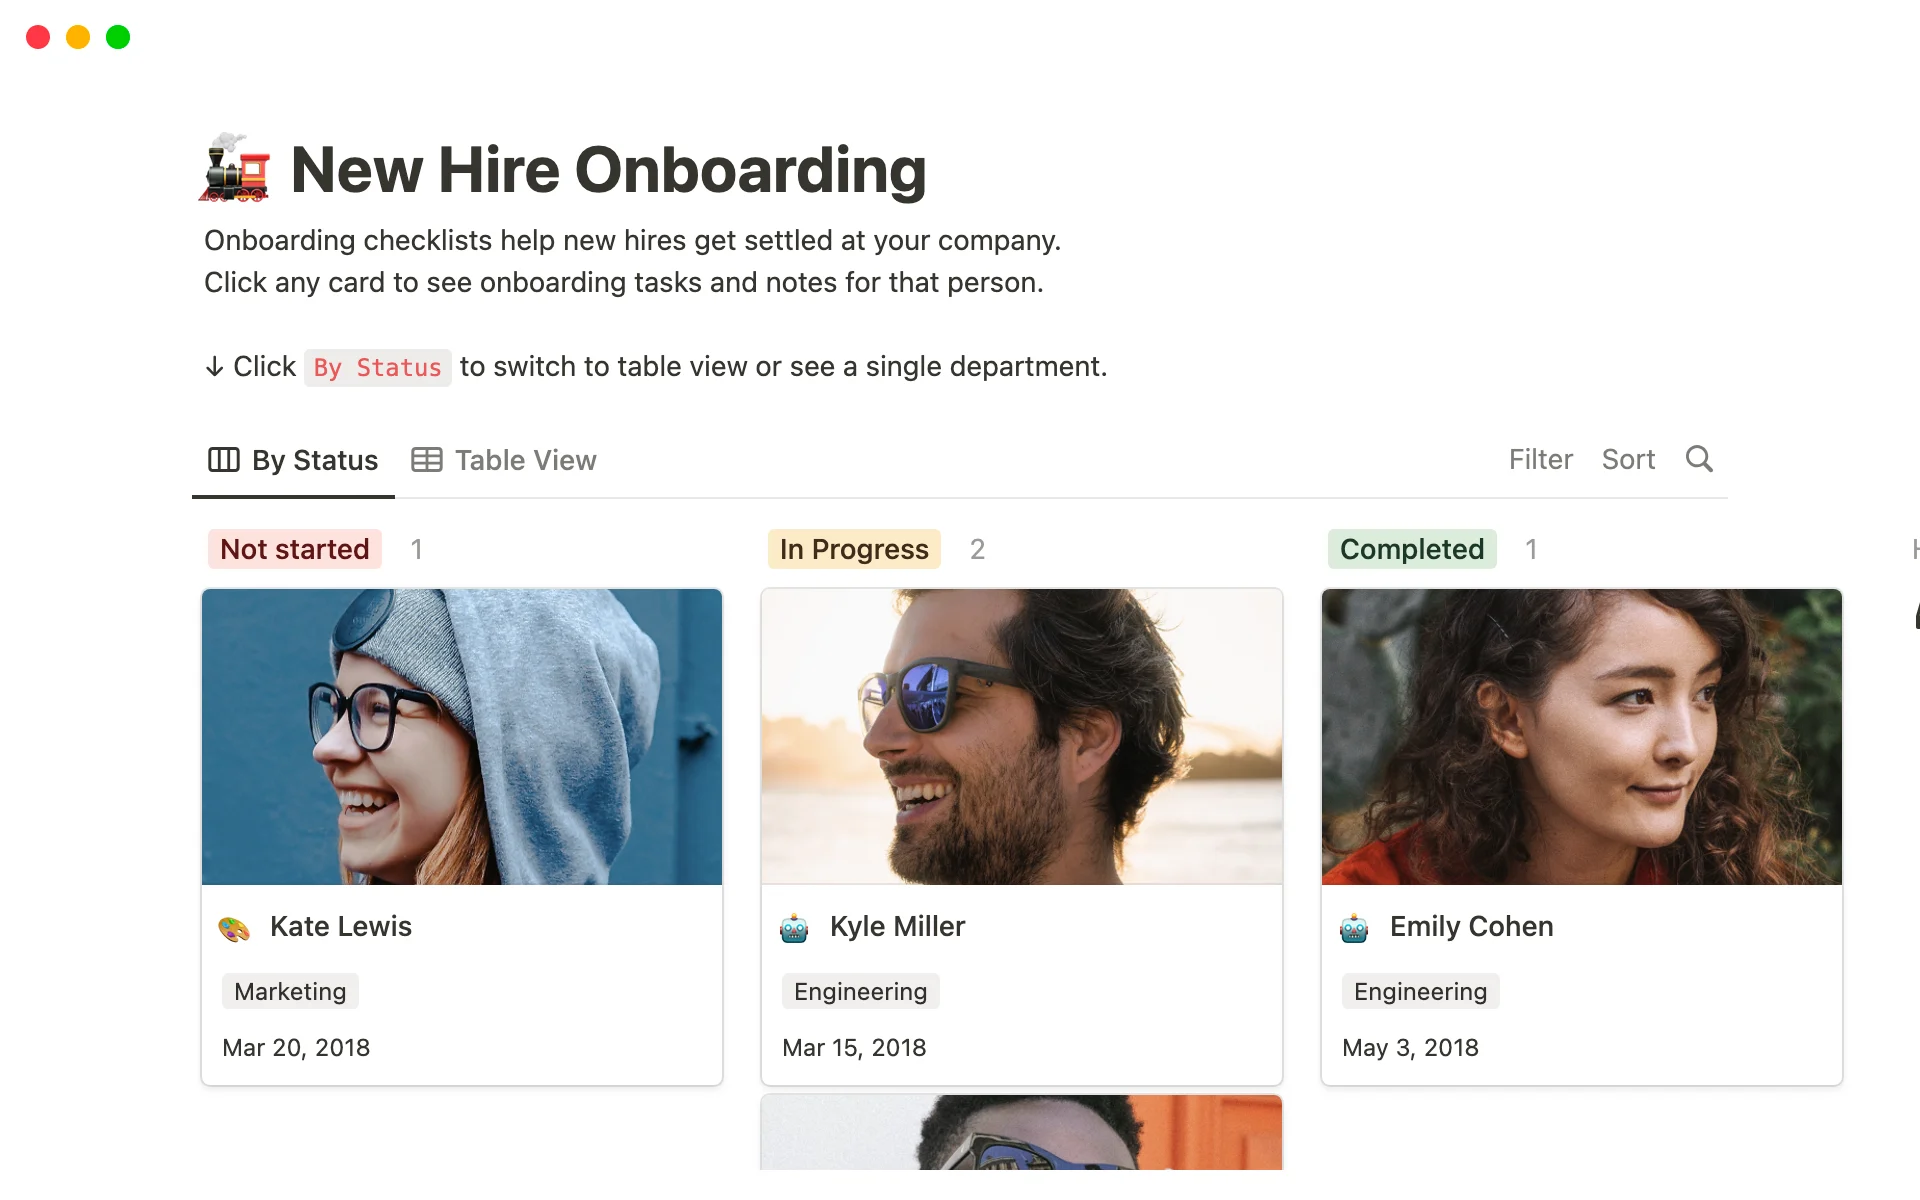 New Hire Onboarding
Onboarding checklists help new hires get settled at your company.
Click any card to see onboarding tasks and notes for that person.
↓ Click By Status to switch to table view or see a single department.
By Status Table View Filter Sort
Not started 1 In Progress 2 Completed 1
Kate Lewis
Marketing
Mar 20, 2018
Kyle Miller
Engineering
Mar 15, 2018
Emily Cohen
Engineering
May 3, 2018